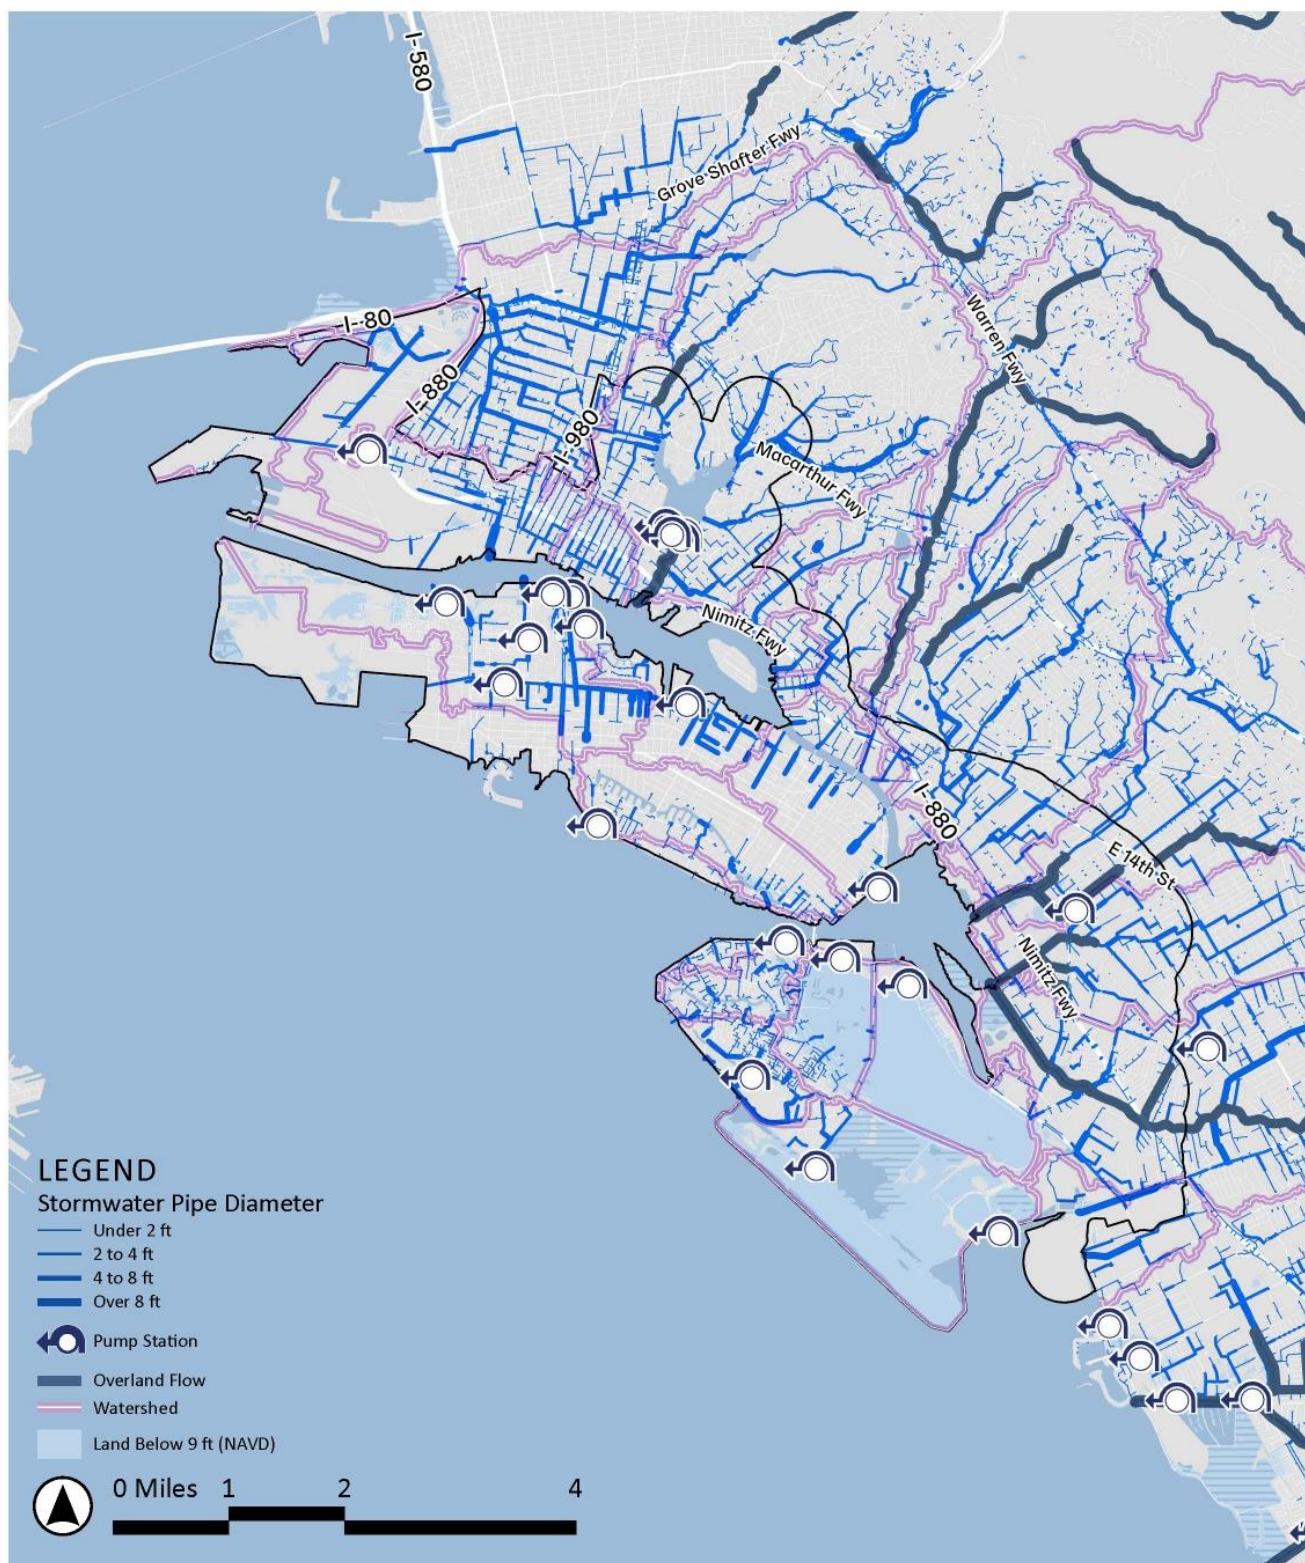 I-580
Grove Shafter Fwy
Warren Fwy
I-80
I-880
I-980
Macarthur Fwy
Nimitz Fwy
I-880
E 14th St
Nimitz Fwy
LEGEND
Stormwater Pipe Diameter
Under 2 ft
2 to 4 ft
4 to 8 ft
Over 8 ft
Pump Station
Overland Flow
Watershed
Land Below 9 ft (NAVD)
0 Miles 1 2 4